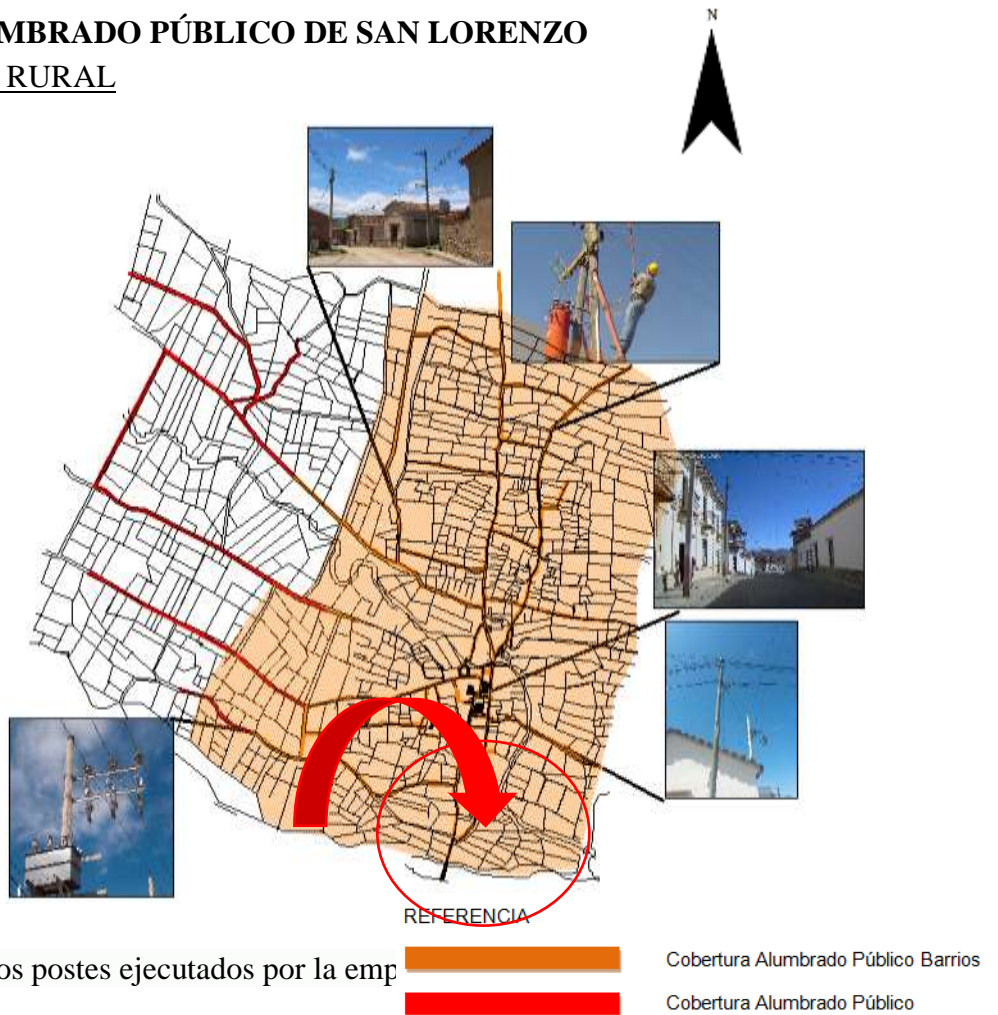 MBRADO PÚBLICO DE SAN LORENZO
RURAL
N
REFERENCIA
os postes ejecutados por la emp
Cobertura Alumbrado Público Barrios
Cobertura Alumbrado Público